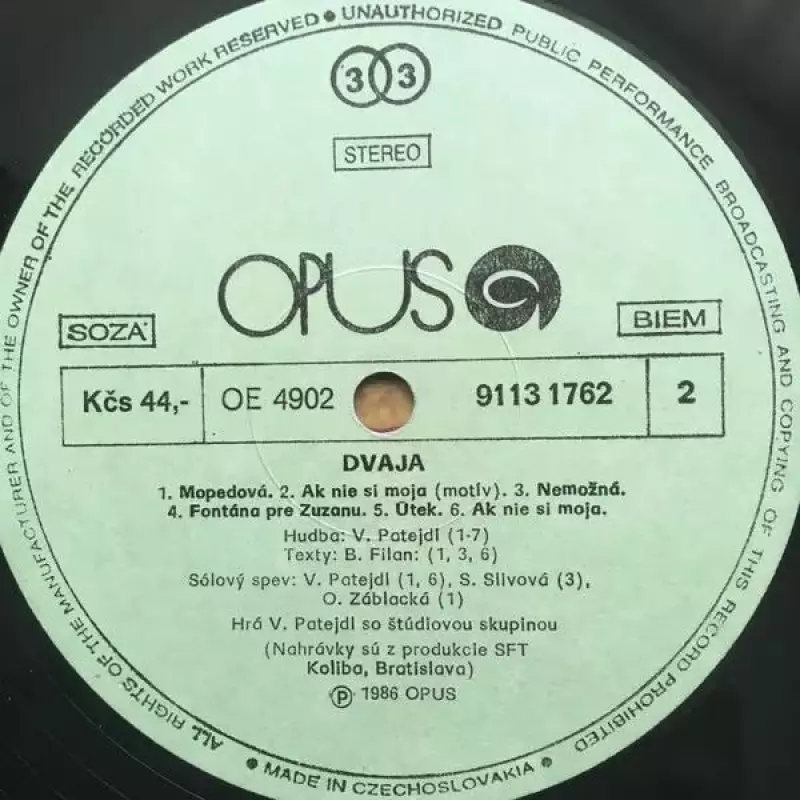 ALL RIGHTS OF THE MANUFACTURER AND OF THE OWNER OF THE RECORDED WORK RESERVED ● UNAUTHORIZED PUBLIC PERFORMANCE BROADCASTING AND COPYING OF THIS RECORD PROHIBITED
33
STEREO
OPUS
SOZA
BIEM
Kčs 44,-
OE 4902
9113 1762
2
DVAJA
1. Mopedová. 2. Ak nie si moja (motív). 3. Nemožná.
4. Fontána pre Zuzanu. 5. Útek. 6. Ak nie si moja.
Hudba: V. Patejdl (1-7)
Texty: B. Filan: (1, 3, 6)
Sólový spev: V. Patejdl (1, 6), S. Slivová (3),
O. Záblacká (1)
Hrá V. Patejdl so štúdiovou skupinou
(Nahrávky sú z produkcie SFT
Koliba, Bratislava)
Ⓟ 1986 OPUS
● MADE IN CZECHOSLOVAKIA ●